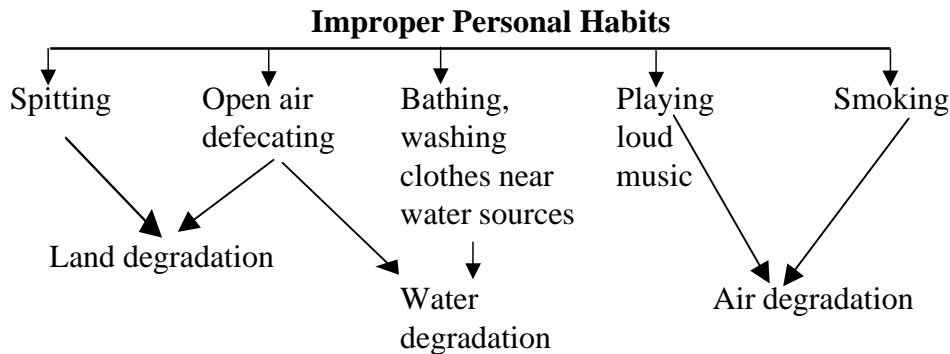 Improper Personal Habits
Spitting
Open air
defecating
Bathing,
washing
clothes near
water sources
Playing
loud
music
Smoking
Land degradation
Water
degradation
Air degradation